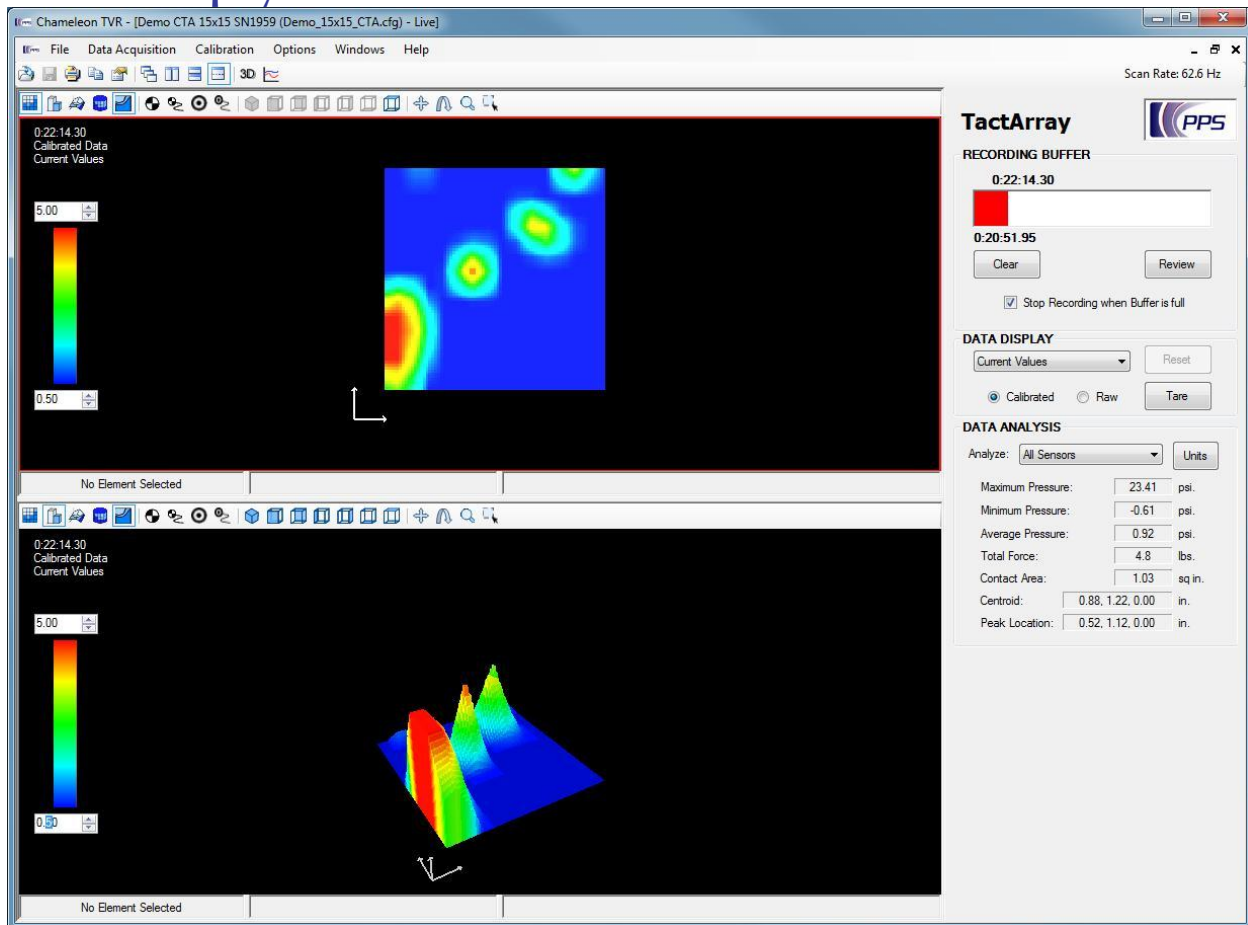 Chameleon TVR - [Demo CTA 15x15 SN1959 (Demo_15x15_CTA.cfg) - Live]
PPS File Data Acquisition Calibration Options Windows Help
3D Scan Rate: 62.6 Hz
0:22:14.30
Calibrated Data
Current Values
5.00
0.50
No Element Selected
0:22:14.30
Calibrated Data
Current Values
5.00
0.50
No Element Selected
TactArray PPS
RECORDING BUFFER
0:22:14.30
0:20:51.95
Clear Review
Stop Recording when Buffer is full
DATA DISPLAY
Current Values Reset
Calibrated Raw Tare
DATA ANALYSIS
Analyze: All Sensors Units
Maximum Pressure: 23.41 psi.
Minimum Pressure: -0.61 psi.
Average Pressure: 0.92 psi.
Total Force: 4.8 lbs.
Contact Area: 1.03 sq in.
Centroid: 0.88, 1.22, 0.00 in.
Peak Location: 0.52, 1.12, 0.00 in.